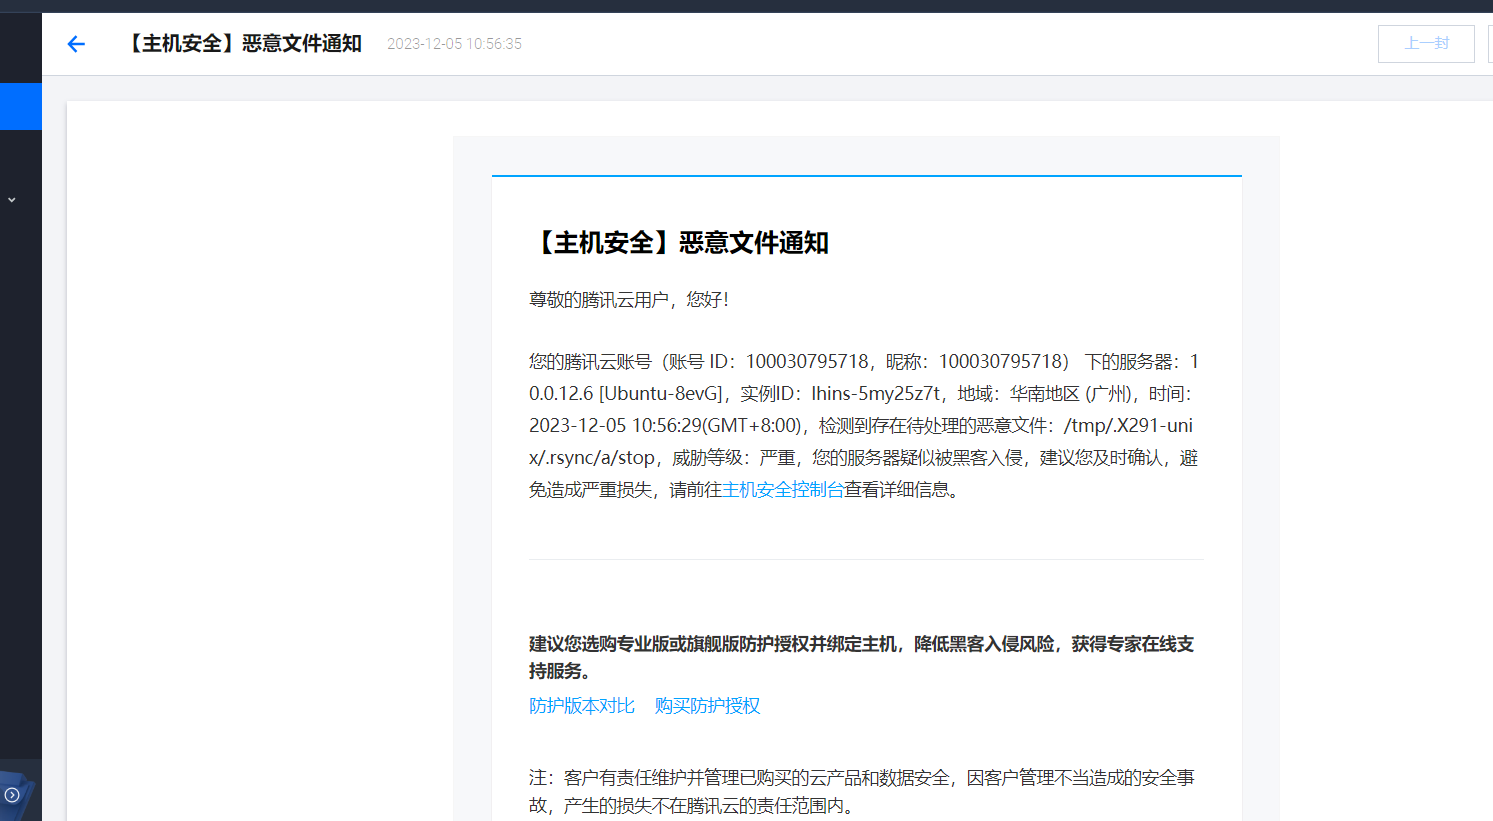 【主机安全】恶意文件通知 2023-12-05 10:56:35
上一封
【主机安全】恶意文件通知
尊敬的腾讯云用户，您好！
您的腾讯云账号（账号 ID：100030795718，昵称：100030795718） 下的服务器：1
0.0.12.6 [Ubuntu-8evG]，实例ID：lhins-5my25z7t，地域：华南地区 (广州)，时间：
2023-12-05 10:56:29(GMT+8:00)，检测到存在待处理的恶意文件：/tmp/.X291-uni
x/.rsync/a/stop，威胁等级：严重，您的服务器疑似被黑客入侵，建议您及时确认，避
免造成严重损失，请前往主机安全控制台查看详细信息。
建议您选购专业版或旗舰版防护授权并绑定主机，降低黑客入侵风险，获得专家在线支
持服务。
防护版本对比 购买防护授权
注：客户有责任维护并管理已购买的云产品和数据安全，因客户管理不当造成的安全事
故，产生的损失不在腾讯云的责任范围内。